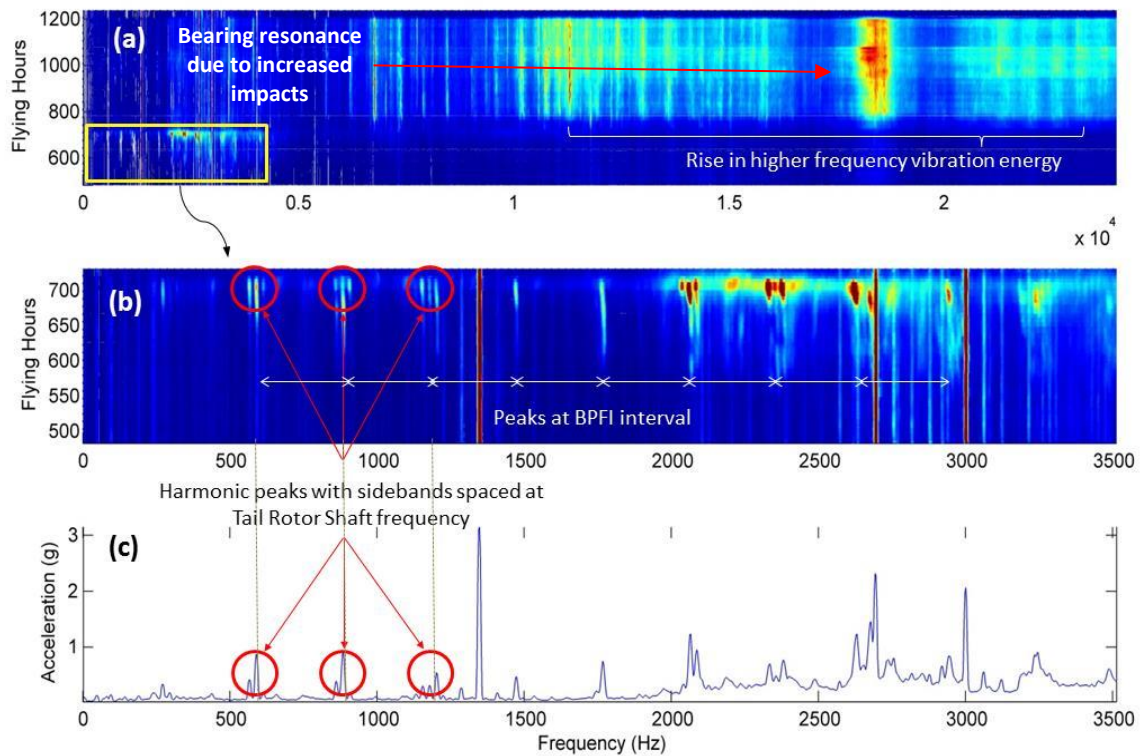 (a)
Bearing resonance
due to increased
impacts
Rise in higher frequency vibration energy
Flying Hours
1200
1000
800
600
0 0.5 1 1.5 2
x 10⁴
(b)
Peaks at BPFI interval
Flying Hours
700
650
600
550
500
0 500 1000 1500 2000 2500 3000 3500
Harmonic peaks with sidebands spaced at
Tail Rotor Shaft frequency
(c)
Acceleration (g)
3
2
1
0 500 1000 1500 2000 2500 3000 3500
Frequency (Hz)